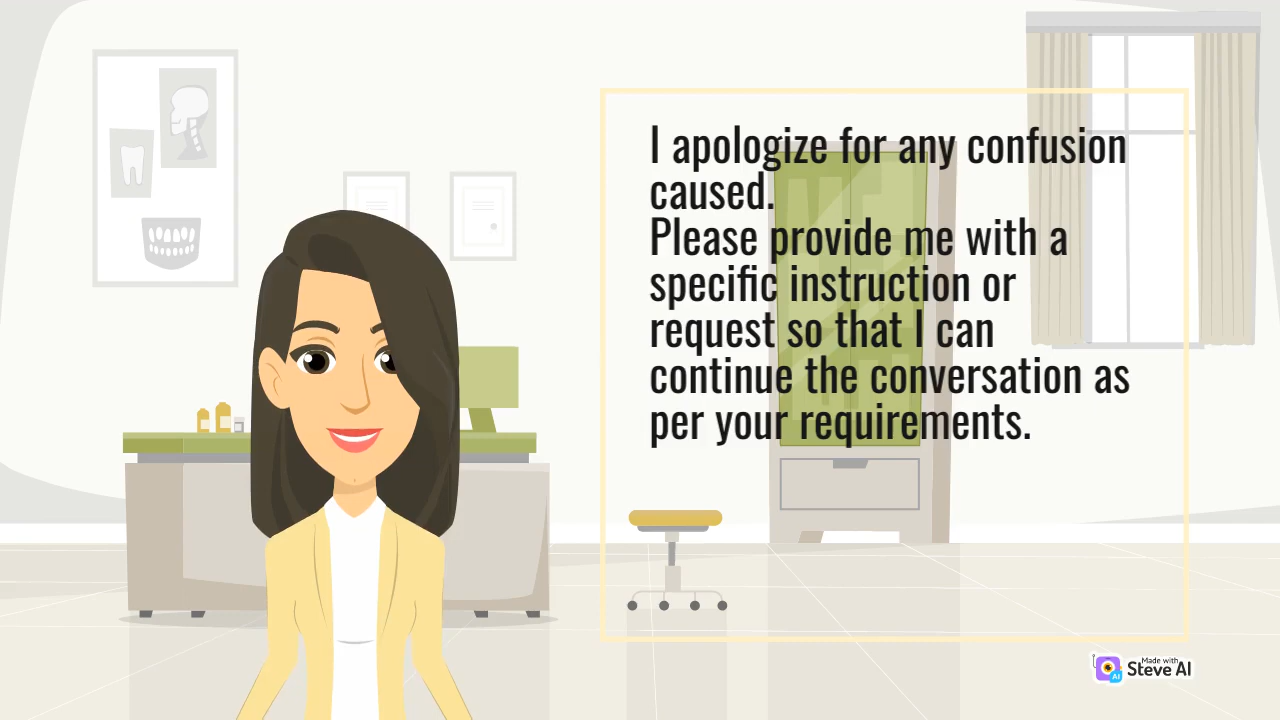 I apologize for any confusion
caused.
Please provide me with a
specific instruction or
request so that I can
continue the conversation as
per your requirements.
Made with
Steve AI
AI